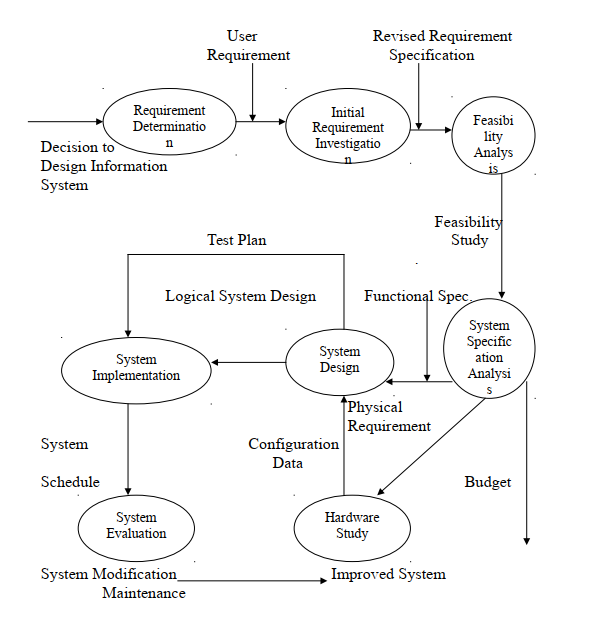 User
Requirement
Revised Requirement
Specification
Requirement
Determinatio
n
Initial
Requirement
Investigatio
n
Feasibi
lity
Analys
is
Decision to
Design Information
System
Feasibility
Study
Test Plan
Logical System Design
Functional Spec.
System
Implementation
System
Design
System
Specific
ation
Analysi
s
Physical
Requirement
System
Schedule
Configuration
Data
Budget
System
Evaluation
Hardware
Study
System Modification
Maintenance
Improved System